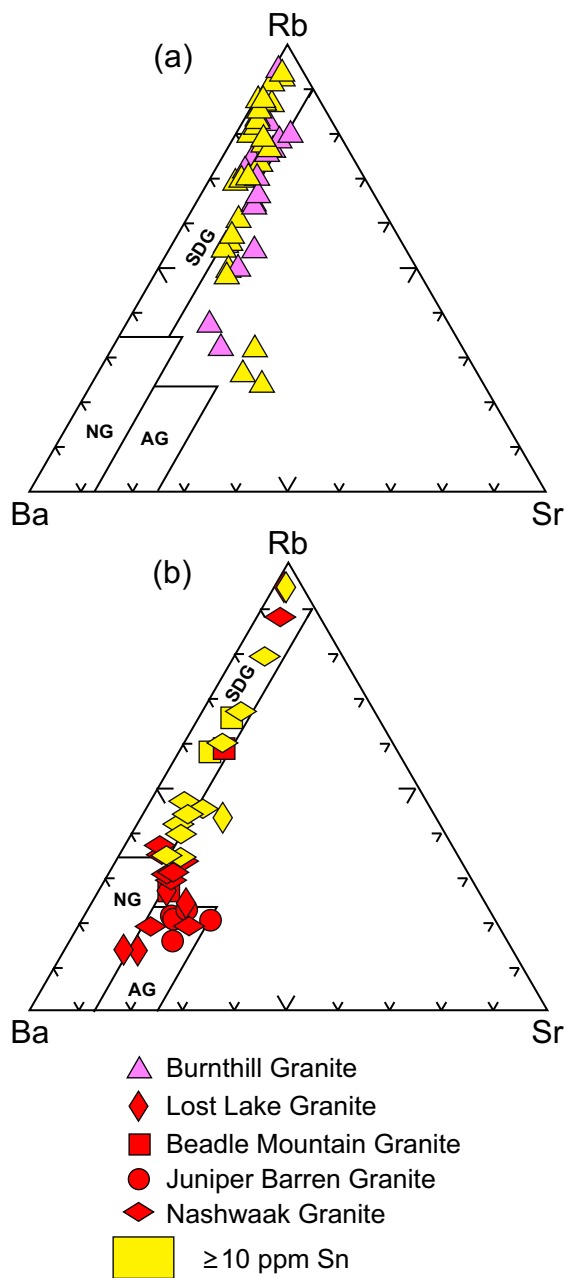 Rb
(a)
SDG
NG
AG
Ba
Sr
Rb
(b)
SDG
NG
AG
Ba
Sr
Burnthill Granite
Lost Lake Granite
Beadle Mountain Granite
Juniper Barren Granite
Nashwaak Granite
≥10 ppm Sn